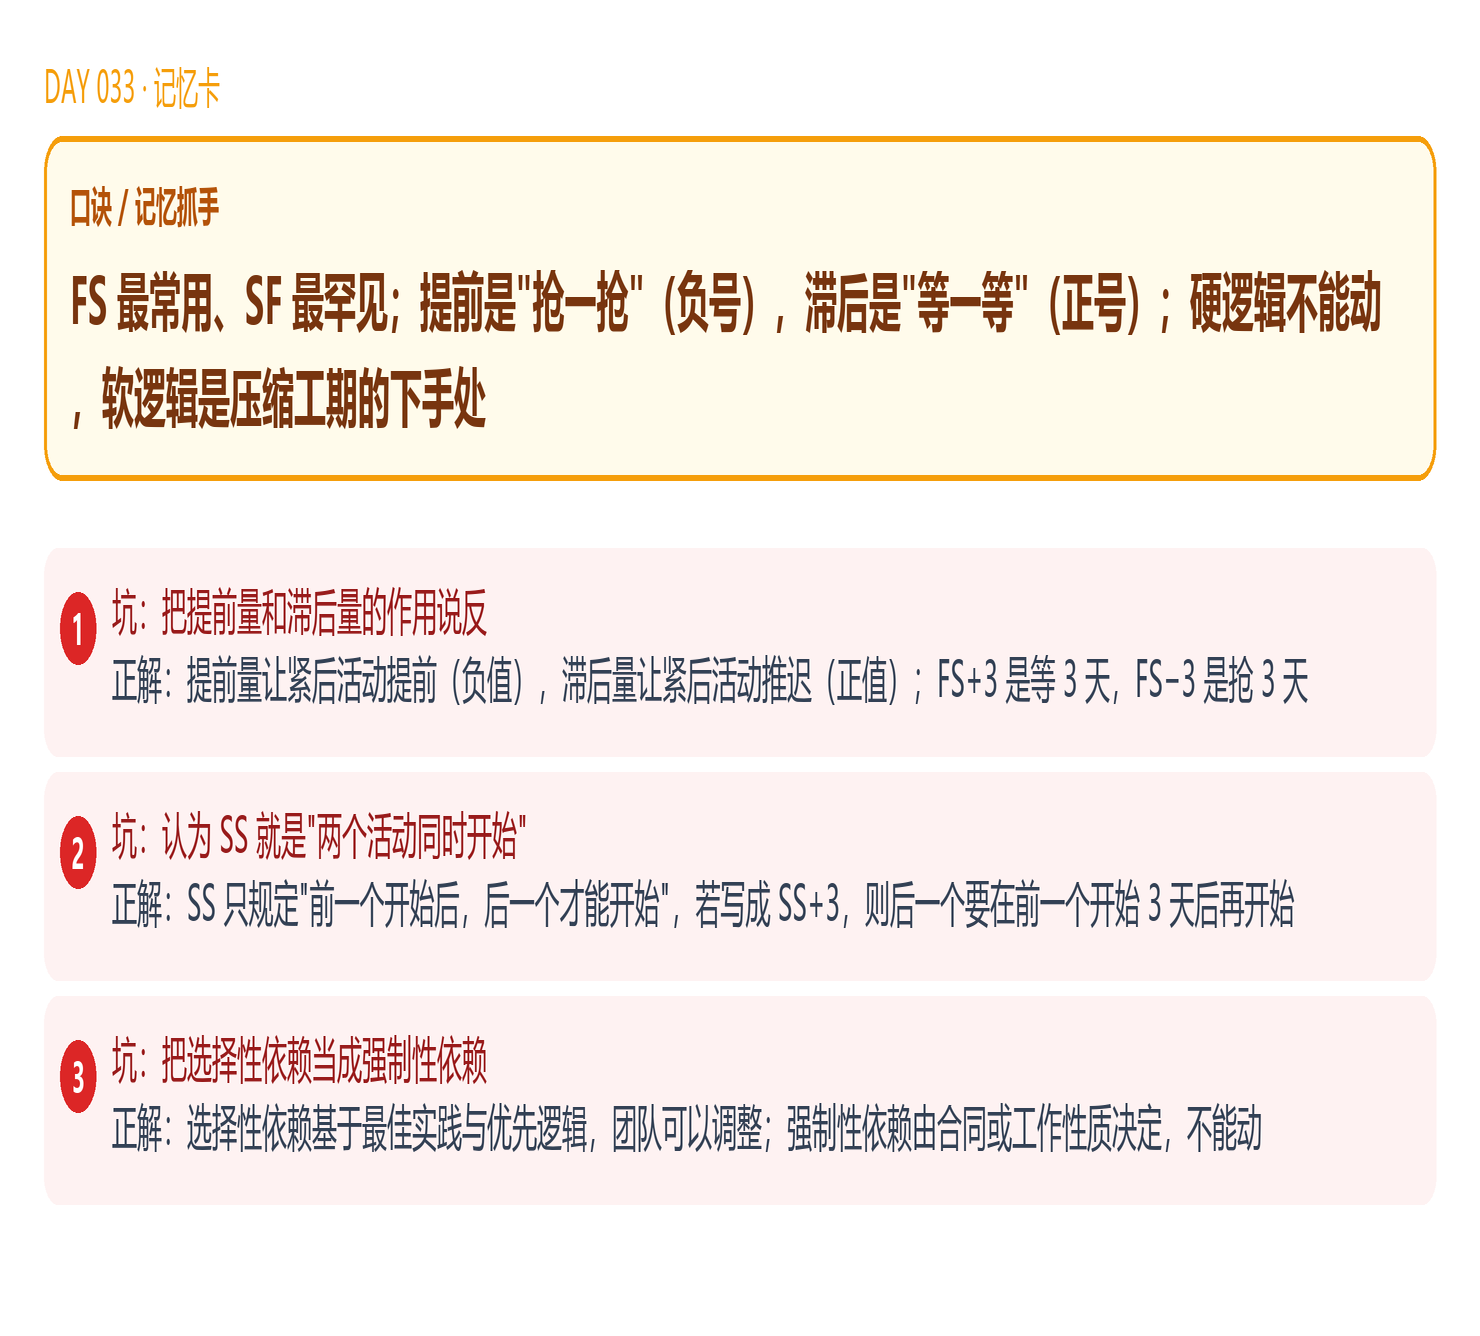 DAY 033 · 记忆卡
口诀 / 记忆抓手
FS 最常用、SF 最罕见；提前是"抢一抢"（负号），滞后是"等一等"（正号）；硬逻辑不能动
，软逻辑是压缩工期的下手处
1
坑：把提前量和滞后量的作用说反
正解：提前量让紧后活动提前（负值），滞后量让紧后活动推迟（正值）；FS+3 是等 3 天，FS−3 是抢 3 天
2
坑：认为 SS 就是"两个活动同时开始"
正解：SS 只规定"前一个开始后，后一个才能开始"，若写成 SS+3，则后一个要在前一个开始 3 天后再开始
3
坑：把选择性依赖当成强制性依赖
正解：选择性依赖基于最佳实践与优先逻辑，团队可以调整；强制性依赖由合同或工作性质决定，不能动